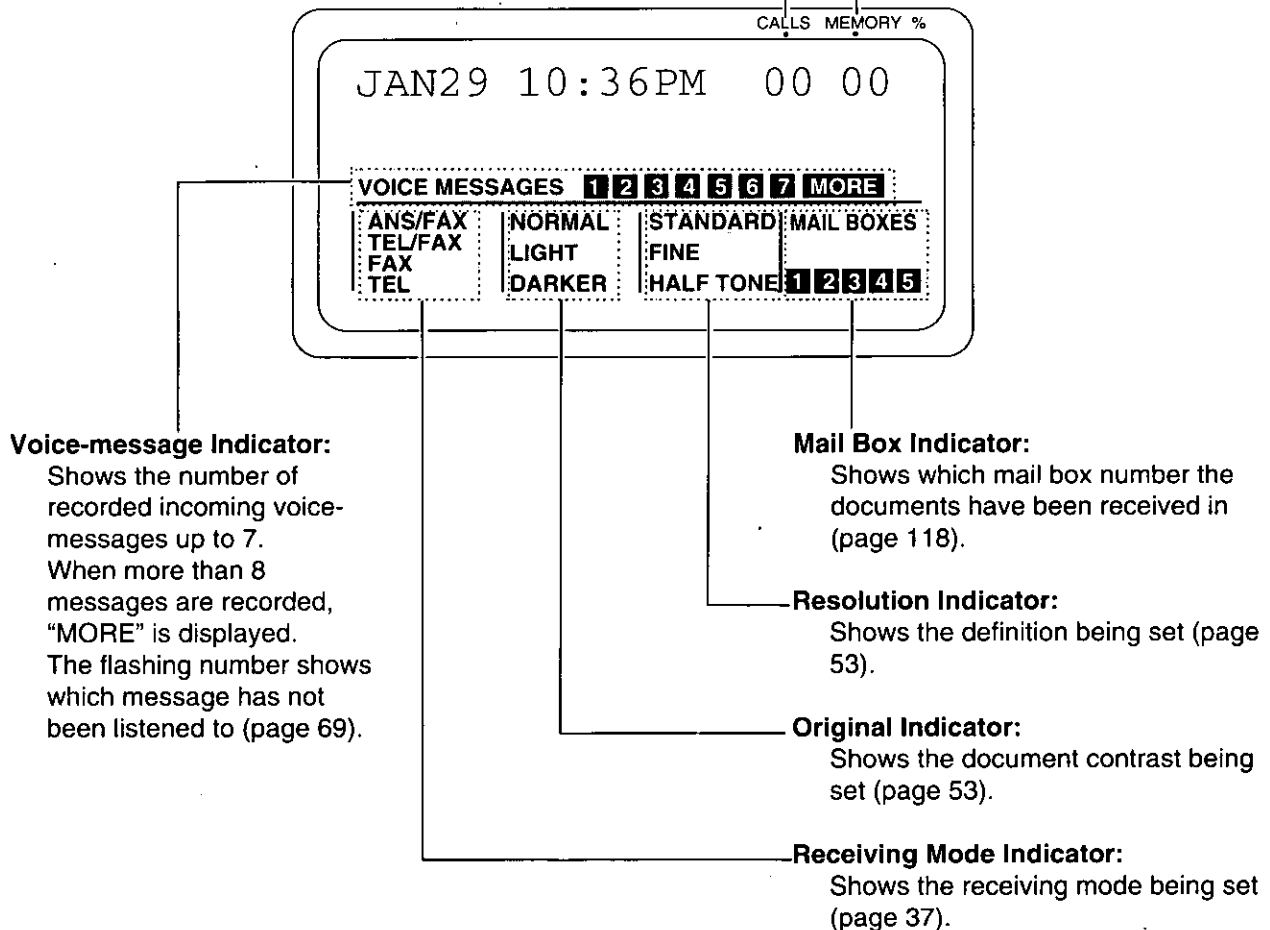 CALLS MEMORY %
JAN29 10:36PM 00 00
VOICE MESSAGES 1 2 3 4 5 6 7 MORE
ANS/FAX
TEL/FAX
FAX
TEL
NORMAL
LIGHT
DARKER
STANDARD
FINE
HALF TONE
MAIL BOXES
1 2 3 4 5
Voice-message Indicator:
Shows the number of
recorded incoming voice-
messages up to 7.
When more than 8
messages are recorded,
“MORE” is displayed.
The flashing number shows
which message has not
been listened to (page 69).
Mail Box Indicator:
Shows which mail box number the
documents have been received in
(page 118).
Resolution Indicator:
Shows the definition being set (page
53).
Original Indicator:
Shows the document contrast being
set (page 53).
Receiving Mode Indicator:
Shows the receiving mode being set
(page 37).